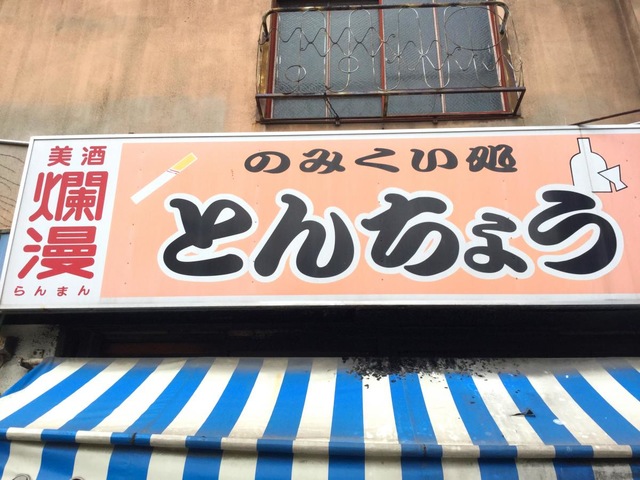 美酒
爛漫
らんまん
のみくい処
とんちょう